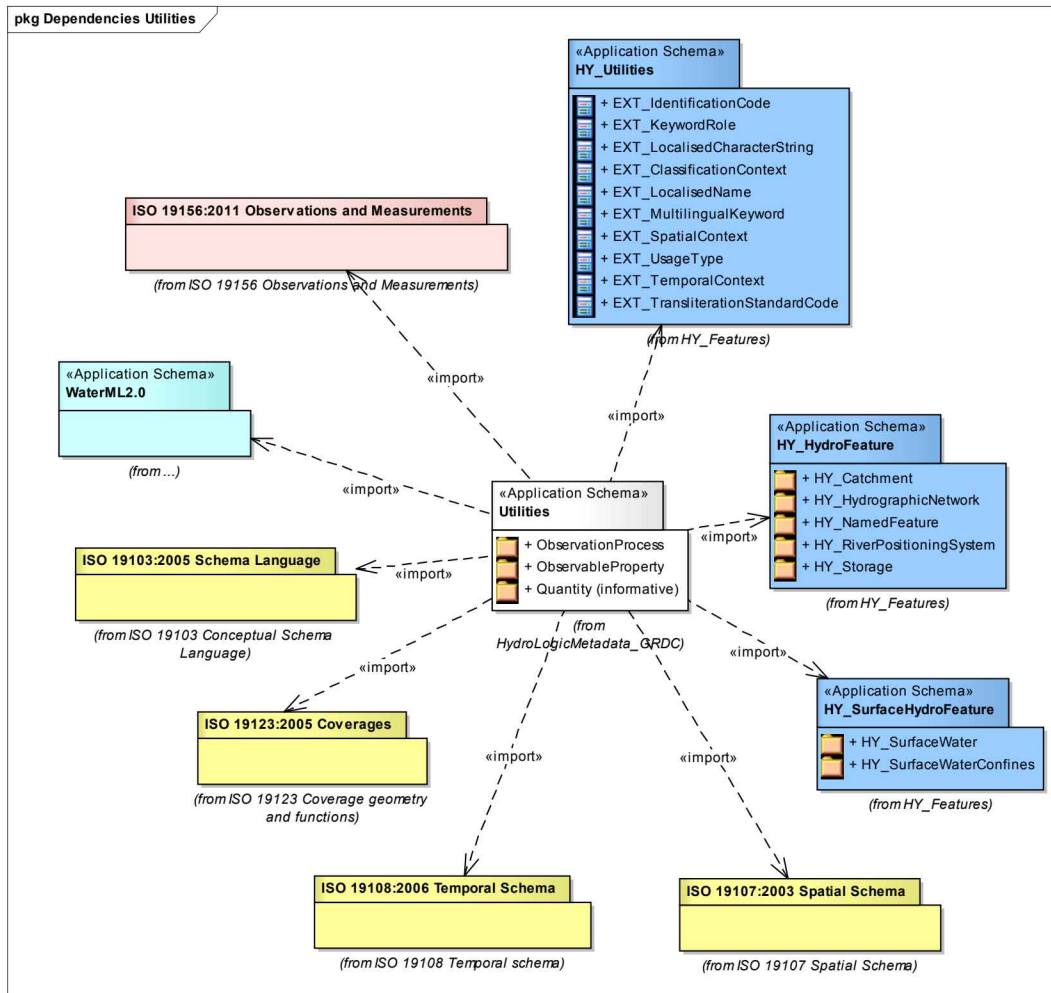 pkg Dependencies Utilities
«Application Schema»
HY_Utilities
+ EXT_IdentificationCode
+ EXT_KeywordRole
+ EXT_LocalisedCharacterString
+ EXT_ClassificationContext
+ EXT_LocalisedName
+ EXT_MultilingualKeyword
+ EXT_SpatialContext
+ EXT_UsageType
+ EXT_TemporalContext
+ EXT_TransliterationStandardCode
(from HY_Features)
ISO 19156:2011 Observations and Measurements
(from ISO 19156 Observations and Measurements)
«import»
«import»
«Application Schema»
WaterML2.0
(from ...)
«import»
«Application Schema»
HY_HydroFeature
+ HY_Catchment
+ HY_HydrographicNetwork
+ HY_NamedFeature
+ HY_RiverPositioningSystem
+ HY_Storage
(from HY_Features)
«import»
«Application Schema»
Utilities
+ ObservationProcess
+ ObservableProperty
+ Quantity (informative)
(from
HydroLogicMetadata_GRDC)
ISO 19103:2005 Schema Language
(from ISO 19103 Conceptual Schema
Language)
«import»
«import»
«import»
«Application Schema»
HY_SurfaceHydroFeature
+ HY_SurfaceWater
+ HY_SurfaceWaterConfines
(from HY_Features)
ISO 19123:2005 Coverages
(from ISO 19123 Coverage geometry
and functions)
«import»
«import»
ISO 19108:2006 Temporal Schema
(from ISO 19108 Temporal schema)
ISO 19107:2003 Spatial Schema
(from ISO 19107 Spatial Schema)